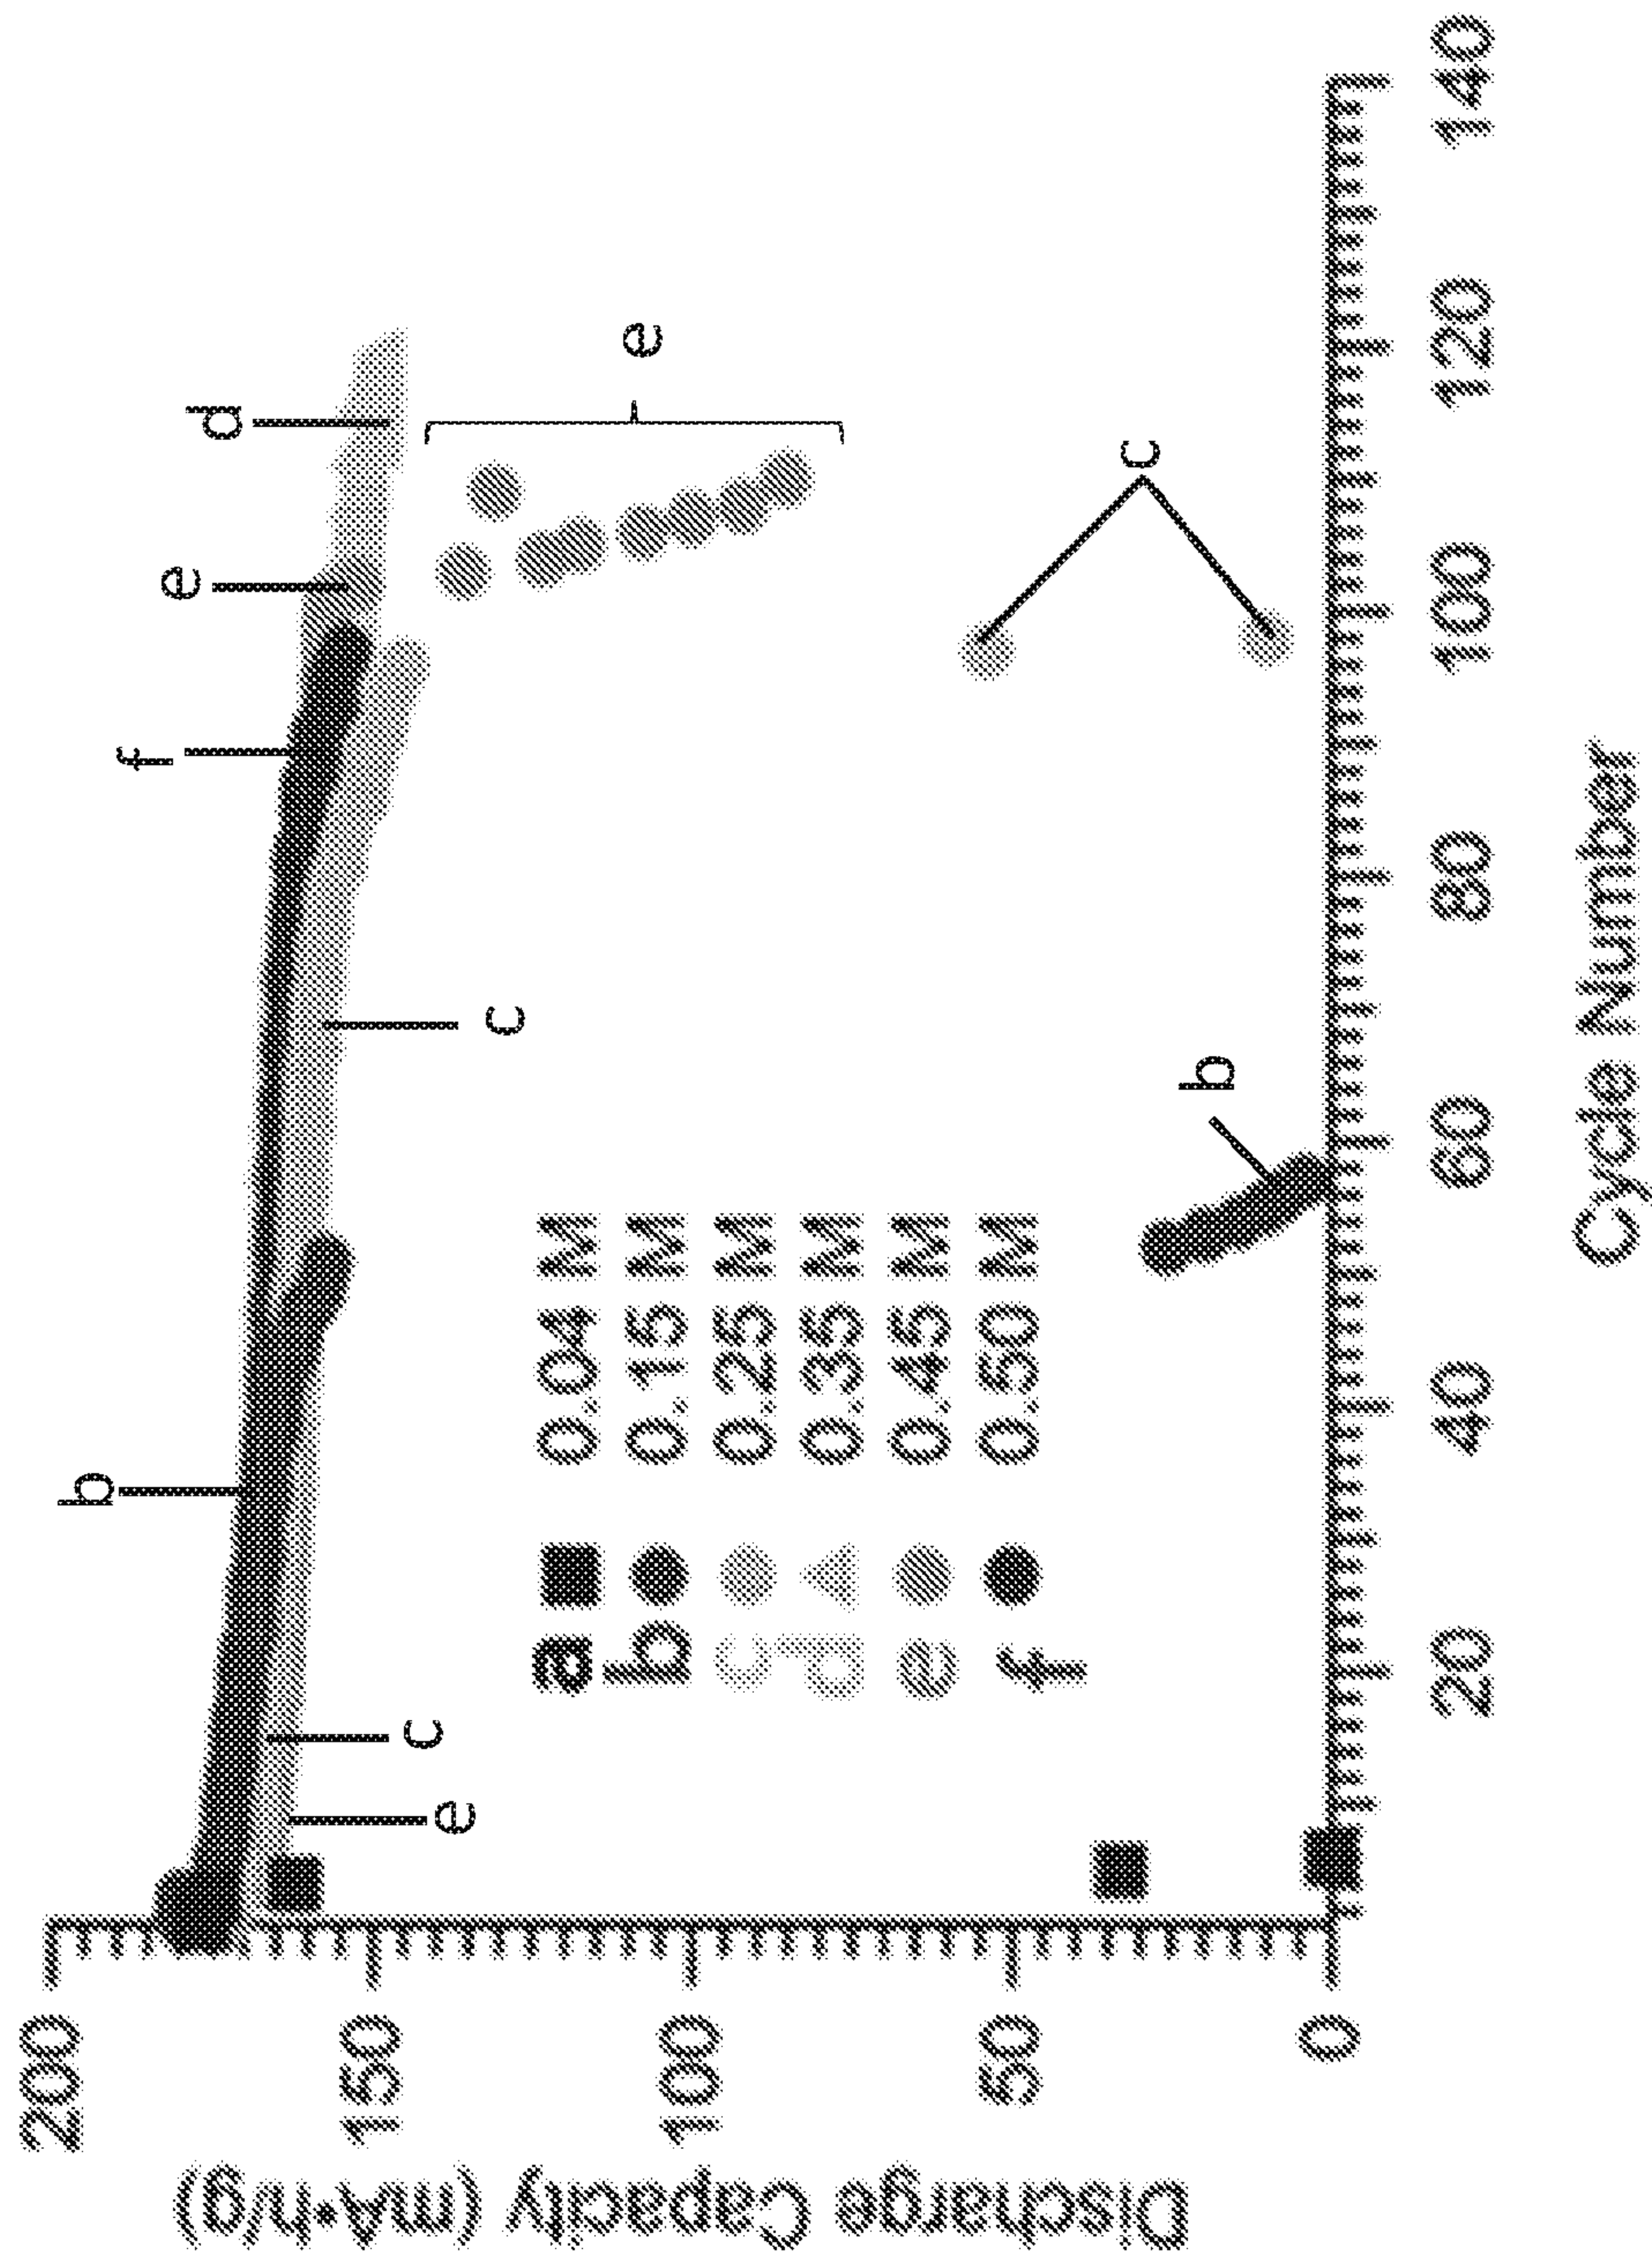 200
150
100
50
0
Discharge Capacity (mA•h/g)
b
f
e
d
e
c
c
e
c
b
a 0.04 M
b 0.15 M
c 0.25 M
d 0.35 M
e 0.45 M
f 0.50 M
20
40
60
80
100
120
140
Cycle Number